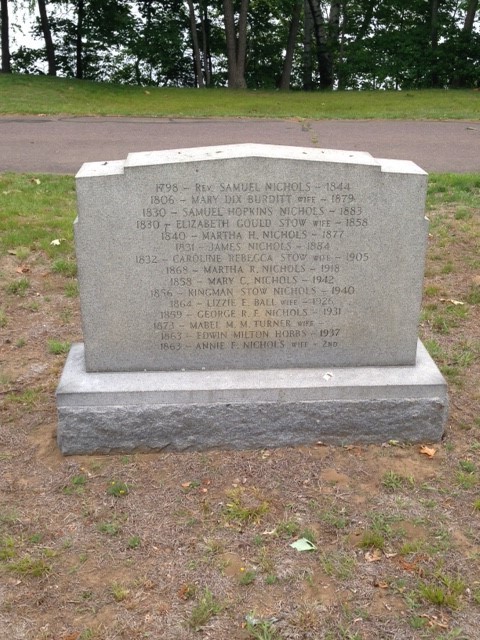 1798 - REV. SAMUEL NICHOLS - 1844
1806 - MARY DIX BURDITT WIFE - 1879
1830 - SAMUEL HOPKINS NICHOLS - 1883
1830 - ELIZABETH GOULD STOW WIFE - 1858
1840 - MARTHA H. NICHOLS - 1877
1831 - JAMES NICHOLS - 1884
1832 - CAROLINE REBECCA STOW WIFE - 1905
1868 - MARTHA R. NICHOLS - 1918
1858 - MARY C. NICHOLS - 1942
1856 - KINGMAN STOW NICHOLS - 1940
1864 - LIZZIE E. BALL WIFE - 1926
1859 - GEORGE R. F. NICHOLS - 1931
1873 - MABEL M. M. TURNER WIFE -
1863 - EDWIN MILTON HOBBS - 1937
1863 - ANNIE F. NICHOLS WIFE - 2ND